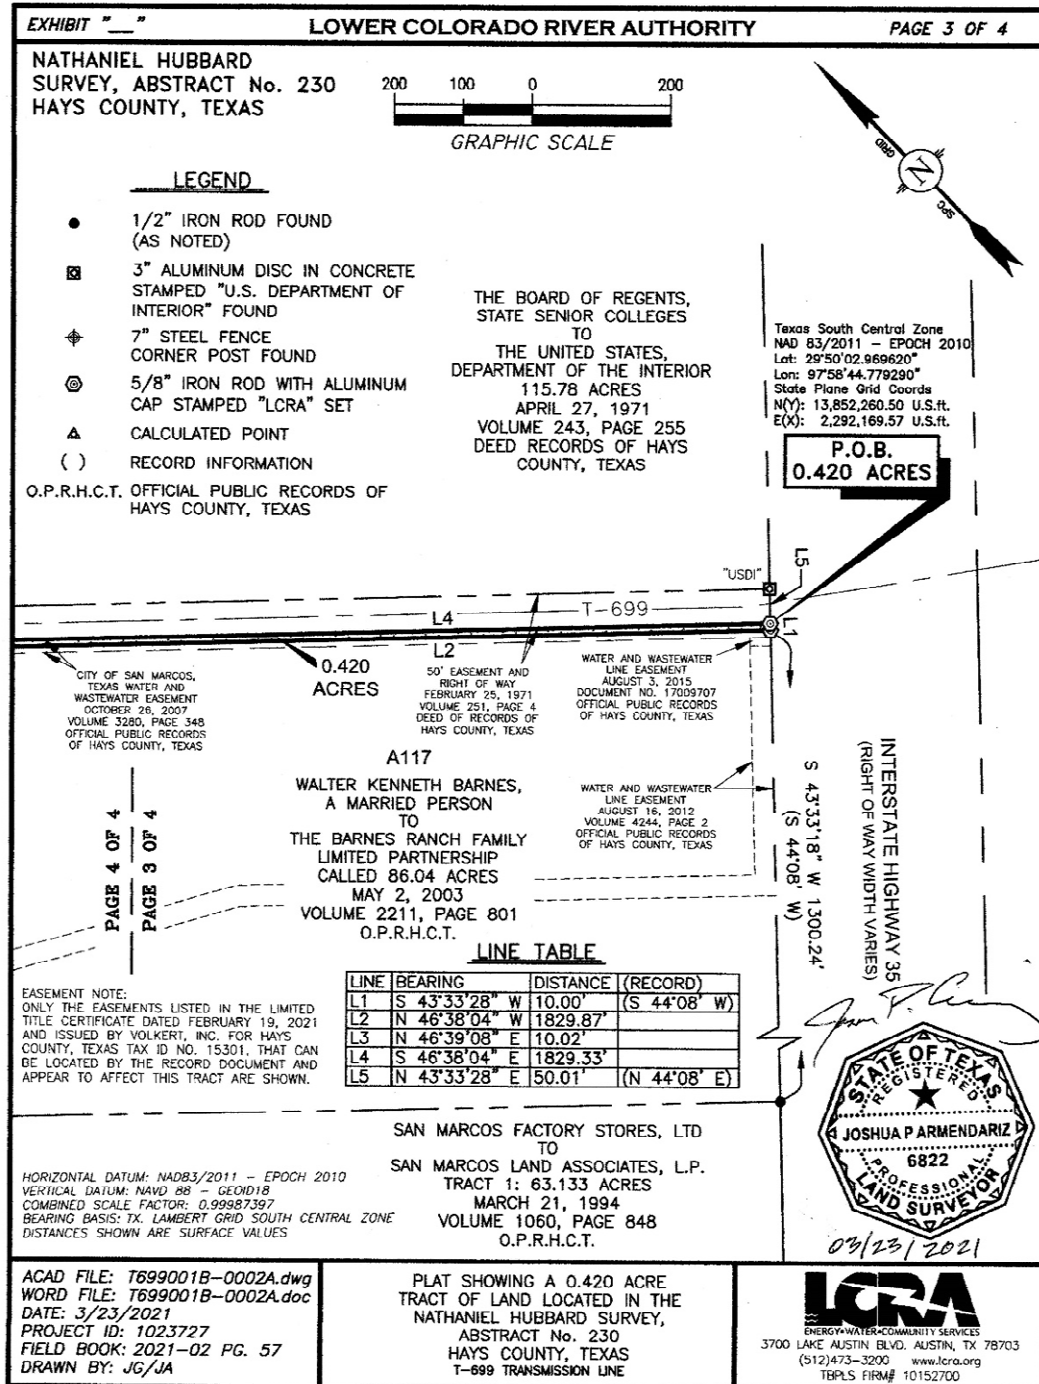 EXHIBIT "__"
LOWER COLORADO RIVER AUTHORITY
PAGE 3 OF 4
NATHANIEL HUBBARD
SURVEY, ABSTRACT No. 230
HAYS COUNTY, TEXAS
200 100 0 200
GRAPHIC SCALE
GRID
N
SPC
LEGEND
1/2" IRON ROD FOUND
(AS NOTED)
3" ALUMINUM DISC IN CONCRETE
STAMPED "U.S. DEPARTMENT OF
INTERIOR" FOUND
7" STEEL FENCE
CORNER POST FOUND
5/8" IRON ROD WITH ALUMINUM
CAP STAMPED "LCRA" SET
CALCULATED POINT
( ) RECORD INFORMATION
O.P.R.H.C.T. OFFICIAL PUBLIC RECORDS OF
HAYS COUNTY, TEXAS
THE BOARD OF REGENTS,
STATE SENIOR COLLEGES
TO
THE UNITED STATES,
DEPARTMENT OF THE INTERIOR
115.78 ACRES
APRIL 27, 1971
VOLUME 243, PAGE 255
DEED RECORDS OF HAYS
COUNTY, TEXAS
Texas South Central Zone
NAD 83/2011 – EPOCH 2010
Lat: 29°50'02.969620"
Lon: 97°58'44.779290"
State Plane Grid Coords
N(Y): 13,852,260.50 U.S.ft.
E(X): 2,292,169.57 U.S.ft.
P.O.B.
0.420 ACRES
"USDI"
L5
L4
T-699
L1
L2
0.420
ACRES
CITY OF SAN MARCOS,
TEXAS WATER AND
WASTEWATER EASEMENT
OCTOBER 26, 2007
VOLUME 3280, PAGE 348
OFFICIAL PUBLIC RECORDS
OF HAYS COUNTY, TEXAS
50' EASEMENT AND
RIGHT OF WAY
FEBRUARY 25, 1971
VOLUME 251, PAGE 4
DEED OF RECORDS OF
HAYS COUNTY, TEXAS
WATER AND WASTEWATER
LINE EASEMENT
AUGUST 3, 2015
DOCUMENT NO. 17009707
OFFICIAL PUBLIC RECORDS
OF HAYS COUNTY, TEXAS
A117
WALTER KENNETH BARNES,
A MARRIED PERSON
TO
THE BARNES RANCH FAMILY
LIMITED PARTNERSHIP
CALLED 86.04 ACRES
MAY 2, 2003
VOLUME 2211, PAGE 801
O.P.R.H.C.T.
WATER AND WASTEWATER
LINE EASEMENT
AUGUST 16, 2012
VOLUME 4244, PAGE 2
OFFICIAL PUBLIC RECORDS
OF HAYS COUNTY, TEXAS
S 43°33'18" W 1300.24'
(S 44°08' W)
INTERSTATE HIGHWAY 35
(RIGHT OF WAY WIDTH VARIES)
PAGE 4 OF 4
PAGE 3 OF 4
LINE TABLE
LINE BEARING DISTANCE (RECORD)
L1 S 43°33'28" W 10.00' (S 44°08' W)
L2 N 46°38'04" W 1829.87'
L3 N 46°39'08" E 10.02'
L4 S 46°38'04" E 1829.33'
L5 N 43°33'28" E 50.01' (N 44°08' E)
EASEMENT NOTE:
ONLY THE EASEMENTS LISTED IN THE LIMITED
TITLE CERTIFICATE DATED FEBRUARY 19, 2021
AND ISSUED BY VOLKERT, INC. FOR HAYS
COUNTY, TEXAS TAX ID NO. 15301, THAT CAN
BE LOCATED BY THE RECORD DOCUMENT AND
APPEAR TO AFFECT THIS TRACT ARE SHOWN.
STATE OF TEXAS
REGISTERED
JOSHUA P ARMENDARIZ
6822
PROFESSIONAL
LAND SURVEYOR
03/23/2021
SAN MARCOS FACTORY STORES, LTD
TO
SAN MARCOS LAND ASSOCIATES, L.P.
TRACT 1: 63.133 ACRES
MARCH 21, 1994
VOLUME 1060, PAGE 848
O.P.R.H.C.T.
HORIZONTAL DATUM: NAD83/2011 – EPOCH 2010
VERTICAL DATUM: NAVD 88 – GEOID18
COMBINED SCALE FACTOR: 0.99987397
BEARING BASIS: TX. LAMBERT GRID SOUTH CENTRAL ZONE
DISTANCES SHOWN ARE SURFACE VALUES
ACAD FILE: T699001B-0002A.dwg
WORD FILE: T699001B-0002A.doc
DATE: 3/23/2021
PROJECT ID: 1023727
FIELD BOOK: 2021-02 PG. 57
DRAWN BY: JG/JA
PLAT SHOWING A 0.420 ACRE
TRACT OF LAND LOCATED IN THE
NATHANIEL HUBBARD SURVEY,
ABSTRACT No. 230
HAYS COUNTY, TEXAS
T-699 TRANSMISSION LINE
LCRA
ENERGY•WATER•COMMUNITY SERVICES
3700 LAKE AUSTIN BLVD. AUSTIN, TX 78703
(512)473-3200 www.lcra.org
TBPLS FIRM# 10152700